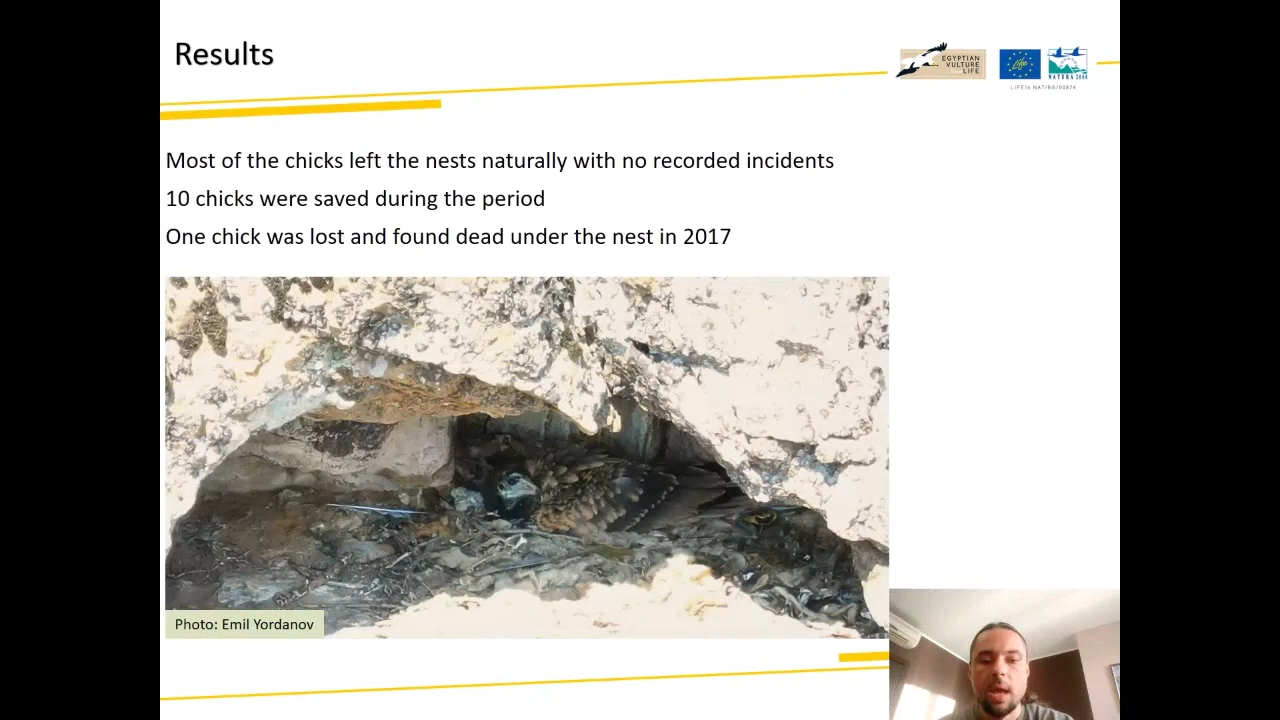 Results
EGYPTIAN
VULTURE
LIFE
Life
NATURA 2000
LIFE16 NAT/BG/00874
Most of the chicks left the nests naturally with no recorded incidents
10 chicks were saved during the period
One chick was lost and found dead under the nest in 2017
Photo: Emil Yordanov